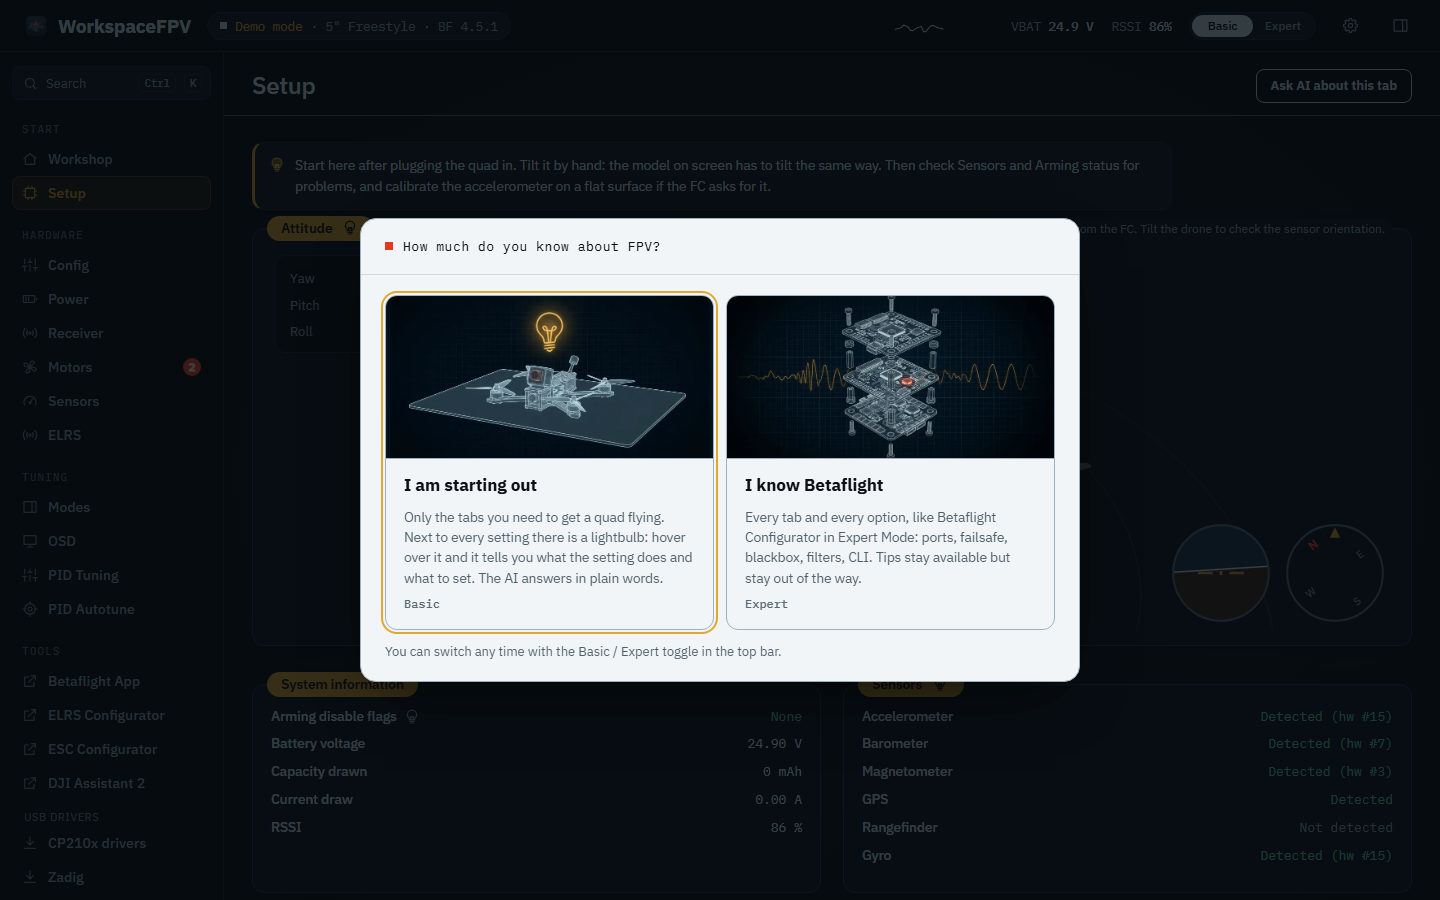 WorkspaceFPV
Demo mode · 5" Freestyle · BF 4.5.1
VBAT 24.9 V
RSSI 86%
Basic
Expert
Search
Ctrl K
START
Workshop
Setup
HARDWARE
Config
Power
Receiver
Motors
2
Sensors
ELRS
TUNING
Modes
OSD
PID Tuning
PID Autotune
TOOLS
Betaflight App
ELRS Configurator
ESC Configurator
DJI Assistant 2
USB DRIVERS
CP210x drivers
Zadig
Setup
Ask AI about this tab
Start here after plugging the quad in. Tilt it by hand: the model on screen has to tilt the same way. Then check Sensors and Arming status for
problems, and calibrate the accelerometer on a flat surface if the FC asks for it.
Attitude
om the FC. Tilt the drone to check the sensor orientation.
Yaw
Pitch
Roll
How much do you know about FPV?
I am starting out
Only the tabs you need to get a quad flying.
Next to every setting there is a lightbulb: hover
over it and it tells you what the setting does and
what to set. The AI answers in plain words.
Basic
I know Betaflight
Every tab and every option, like Betaflight
Configurator in Expert Mode: ports, failsafe,
blackbox, filters, CLI. Tips stay available but
stay out of the way.
Expert
You can switch any time with the Basic / Expert toggle in the top bar.
N
E
S
W
System information
Arming disable flags None
Battery voltage 24.90 V
Capacity drawn 0 mAh
Current draw 0.00 A
RSSI 86 %
Sensors
Accelerometer Detected (hw #15)
Barometer Detected (hw #7)
Magnetometer Detected (hw #3)
GPS Detected
Rangefinder Not detected
Gyro Detected (hw #15)